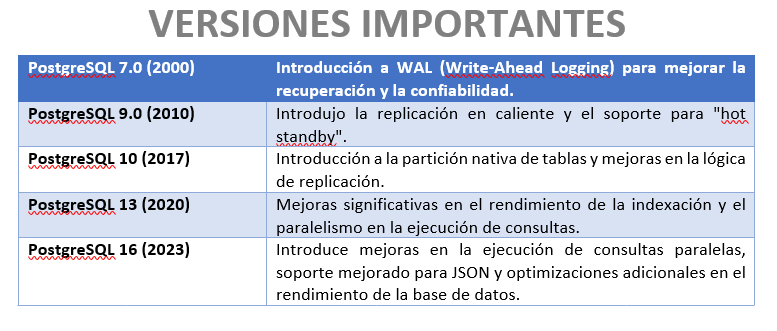 VERSIONES IMPORTANTES
PostgreSQL 7.0 (2000)
Introducción a WAL (Write-Ahead Logging) para mejorar la
recuperación y la confiabilidad.
PostgreSQL 9.0 (2010)
Introdujo la replicación en caliente y el soporte para "hot
standby".
PostgreSQL 10 (2017)
Introducción a la partición nativa de tablas y mejoras en la lógica
de replicación.
PostgreSQL 13 (2020)
Mejoras significativas en el rendimiento de la indexación y el
paralelismo en la ejecución de consultas.
PostgreSQL 16 (2023)
Introduce mejoras en la ejecución de consultas paralelas,
soporte mejorado para JSON y optimizaciones adicionales en el
rendimiento de la base de datos.